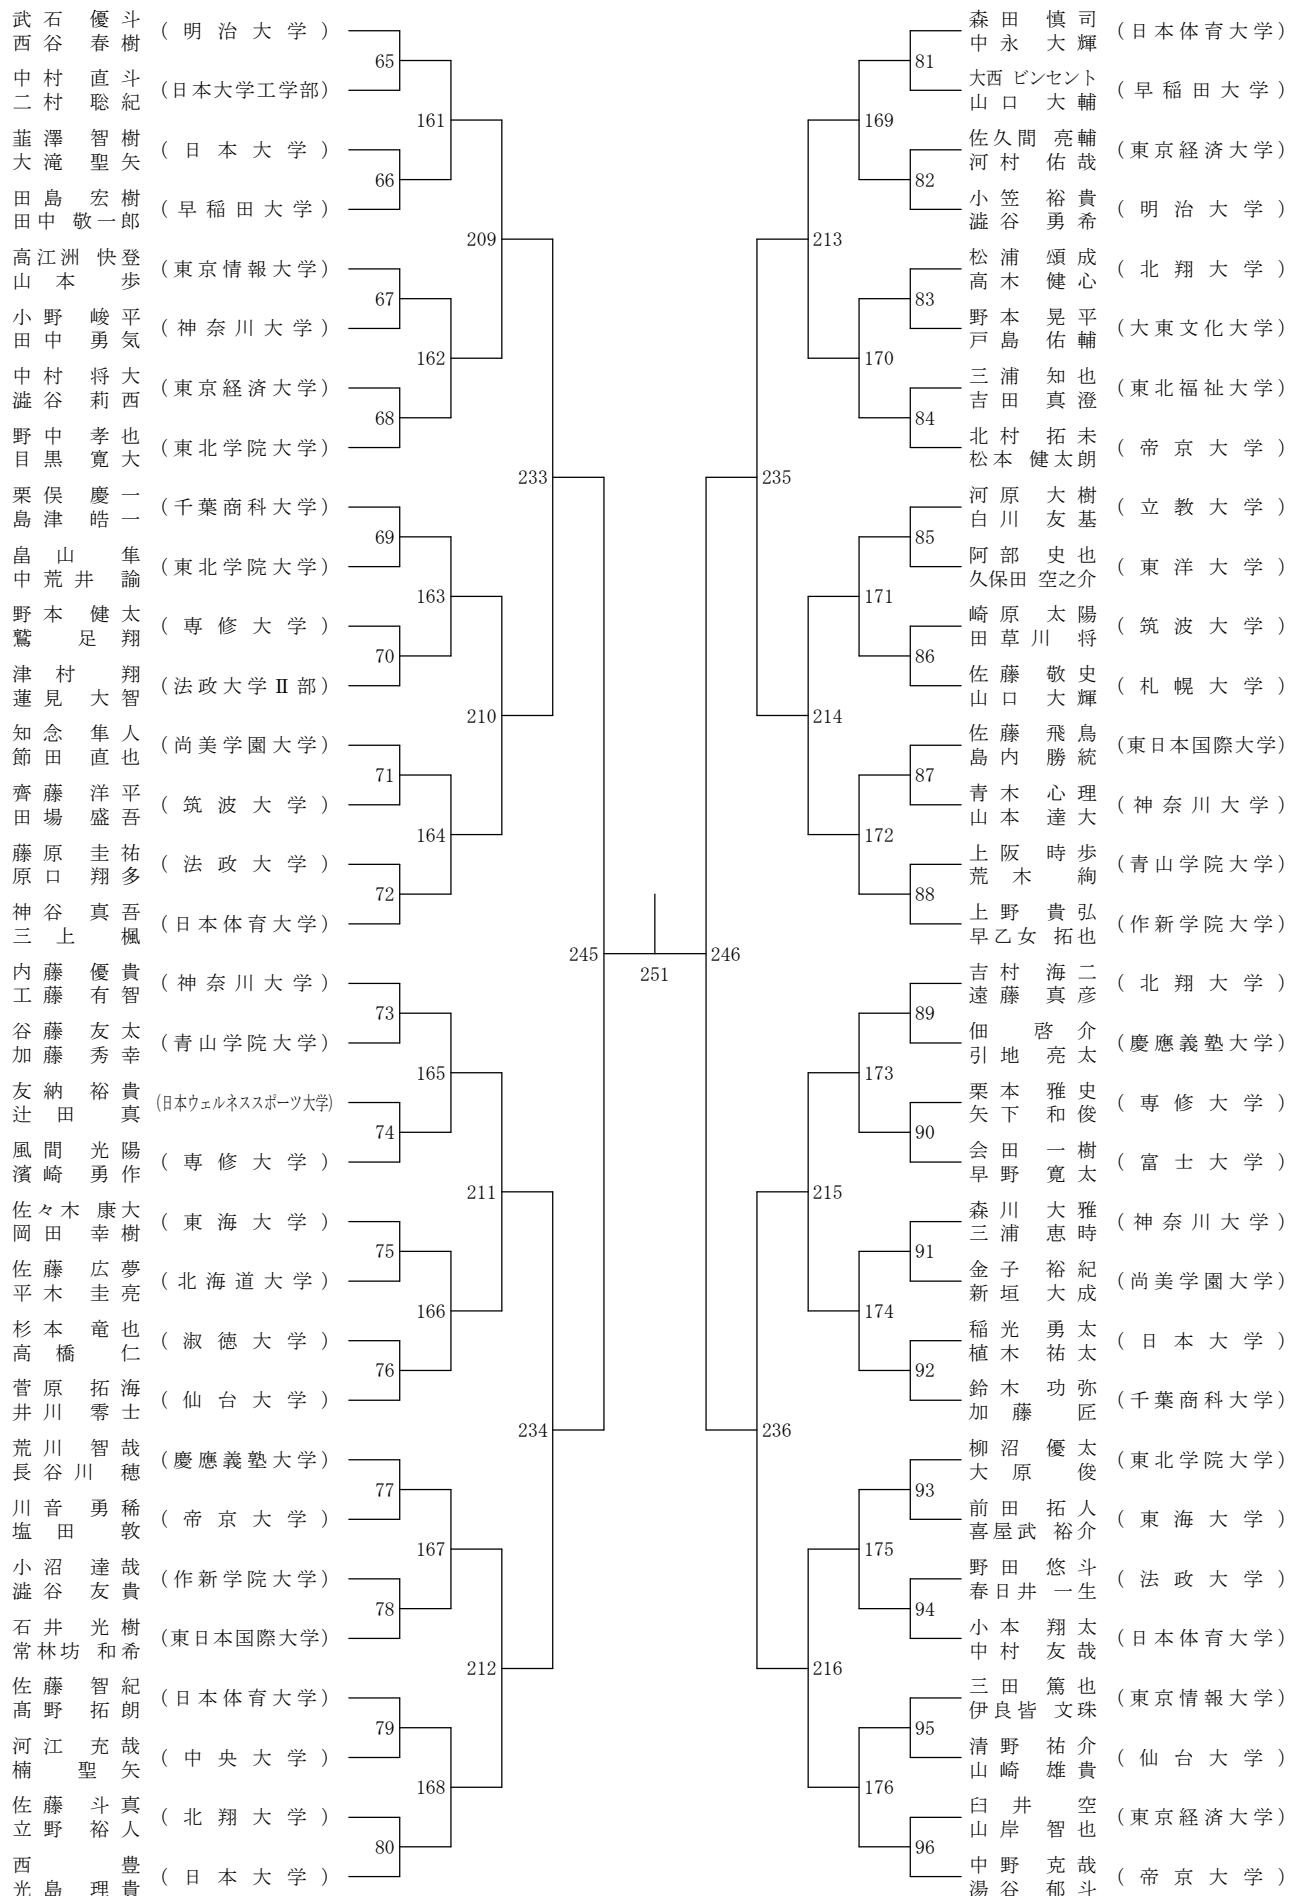 武石 優斗
西谷 春樹
(明治大学)
65
中村 直斗
二村 聡紀
(日本大学工学部)
161
韮澤 智樹
大滝 聖矢
(日本大学)
66
田島 宏樹
田中 敬一郎
(早稲田大学)
209
高江洲 快登
山本 歩
(東京情報大学)
67
小野 峻平
田中 勇気
(神奈川大学)
162
中村 将大
澁谷 莉西
(東京経済大学)
68
野中 孝也
目黒 寛大
(東北学院大学)
233
栗俣 慶一
島津 皓一
(千葉商科大学)
69
畠山 隼
中荒井 諭
(東北学院大学)
163
野本 健太
鷲足 翔
(専修大学)
70
津村 翔
蓮見 大智
(法政大学Ⅱ部)
210
知念 隼人
節田 直也
(尚美学園大学)
71
齊藤 洋平
田場 盛吾
(筑波大学)
164
藤原 圭祐
原口 翔多
(法政大学)
72
神谷 真吾
三上 楓
(日本体育大学)
245
内藤 優貴
工藤 有智
(神奈川大学)
73
谷藤 友太
加藤 秀幸
(青山学院大学)
165
友納 裕貴
辻田 真
(日本ウェルネススポーツ大学)
74
風間 光陽
濱崎 勇作
(専修大学)
211
佐々木 康大
岡田 幸樹
(東海大学)
75
佐藤 広夢
平木 圭亮
(北海道大学)
166
杉本 竜也
高橋 仁
(淑徳大学)
76
菅原 拓海
井川 零士
(仙台大学)
234
荒川 智哉
長谷川 穂
(慶應義塾大学)
77
川音 勇稀
塩田 敦
(帝京大学)
167
小沼 達哉
澁谷 友貴
(作新学院大学)
78
石井 光樹
常林坊 和希
(東日本国際大学)
212
佐藤 智紀
髙野 拓朗
(日本体育大学)
79
河江 充哉
楠 聖矢
(中央大学)
168
佐藤 斗真
立野 裕人
(北翔大学)
80
西 豊
光島 理貴
(日本大学)
251
森田 慎司
中永 大輝
(日本体育大学)
81
大西 ビンセント
山口 大輔
(早稲田大学)
169
佐久間 亮輔
河村 佑哉
(東京経済大学)
82
小笠 裕貴
澁谷 勇希
(明治大学)
213
松浦 頌成
高木 健心
(北翔大学)
83
野本 晃平
戸島 佑輔
(大東文化大学)
170
三浦 知也
吉田 真澄
(東北福祉大学)
84
北村 拓未
松本 健太朗
(帝京大学)
235
河原 大樹
白川 友基
(立教大学)
85
阿部 史也
久保田 空之介
(東洋大学)
171
崎原 太陽
田草川 将
(筑波大学)
86
佐藤 敬史
山口 大輝
(札幌大学)
214
佐藤 飛鳥
島内 勝統
(東日本国際大学)
87
青木 心理
山本 達大
(神奈川大学)
172
上阪 時歩
荒木 絢
(青山学院大学)
88
上野 貴弘
早乙女 拓也
(作新学院大学)
246
吉村 海二
遠藤 真彦
(北翔大学)
89
佃 啓介
引地 亮太
(慶應義塾大学)
173
栗本 雅史
矢下 和俊
(専修大学)
90
会田 一樹
早野 寛太
(富士大学)
215
森川 大雅
三浦 恵時
(神奈川大学)
91
金子 裕紀
新垣 大成
(尚美学園大学)
174
稲光 勇太
植木 祐太
(日本大学)
92
鈴木 功弥
加藤 匠
(千葉商科大学)
236
柳沼 優太
大原 俊
(東北学院大学)
93
前田 拓人
喜屋武 裕介
(東海大学)
175
野田 悠斗
春日井 一生
(法政大学)
94
小本 翔太
中村 友哉
(日本体育大学)
216
三田 篤也
伊良皆 文珠
(東京情報大学)
95
清野 祐介
山崎 雄貴
(仙台大学)
176
臼井 空
山岸 智也
(東京経済大学)
96
中野 克哉
湯谷 郁斗
(帝京大学)